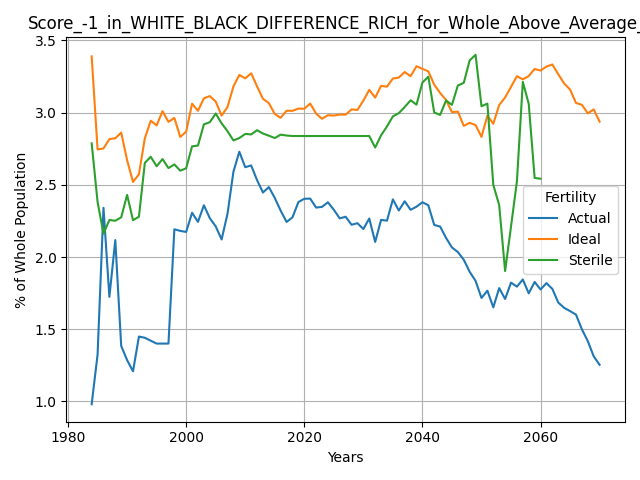 Score_-1_in_WHITE_BLACK_DIFFERENCE_RICH_for_Whole_Above_Average_
% of Whole Population
3.5
3.0
2.5
2.0
1.5
1.0
Fertility
Actual
Ideal
Sterile
1980
2000
2020
2040
2060
Years